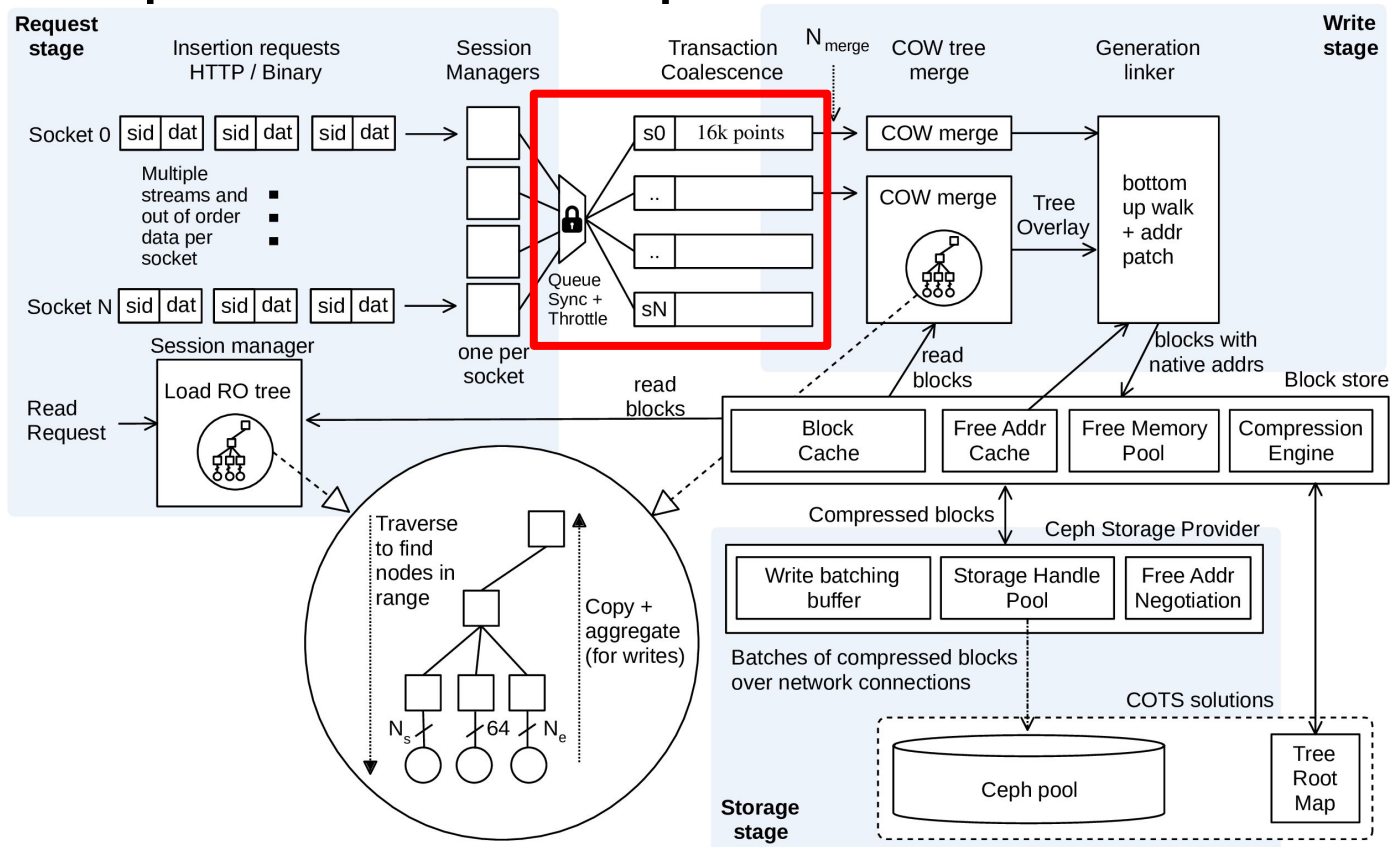 Request
stage
Insertion requests
HTTP / Binary
Session
Managers
Transaction
Coalescence
N merge
COW tree
merge
Generation
linker
Write
stage
Socket 0
sid dat
sid dat
sid dat
s0 16k points
COW merge
Multiple
streams and
out of order
data per
socket
..
COW merge
Tree
Overlay
bottom
up walk
+ addr
patch
..
Queue
Sync +
Throttle
Socket N
sid dat
sid dat
sid dat
sN
one per
socket
read
blocks
blocks with
native addrs
Session manager
Load RO tree
Read
Request
read
blocks
Block store
Block
Cache
Free Addr
Cache
Free Memory
Pool
Compression
Engine
Traverse
to find
nodes in
range
Copy +
aggregate
(for writes)
Ns
64
Ne
Compressed blocks
Ceph Storage Provider
Write batching
buffer
Storage Handle
Pool
Free Addr
Negotiation
Batches of compressed blocks
over network connections
COTS solutions
Ceph pool
Tree
Root
Map
Storage
stage